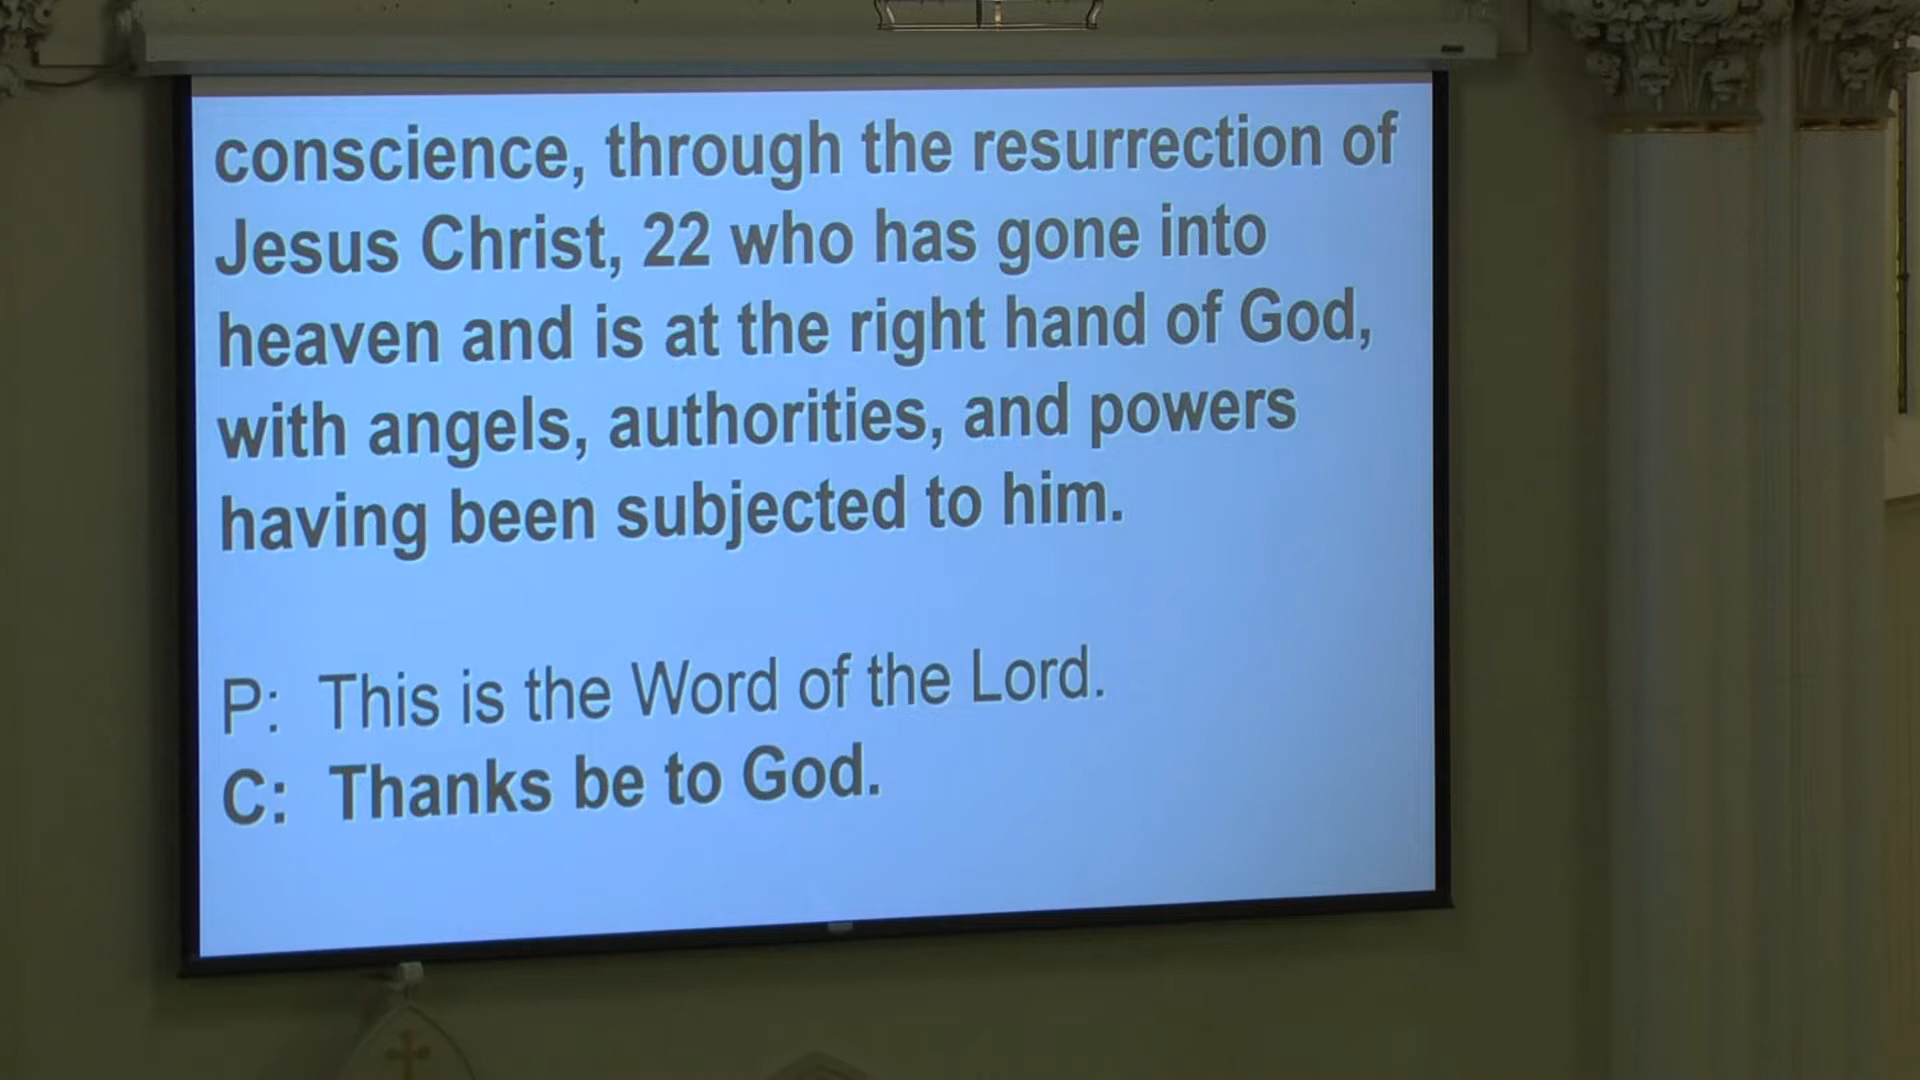 conscience, through the resurrection of
Jesus Christ, 22 who has gone into
heaven and is at the right hand of God,
with angels, authorities, and powers
having been subjected to him.
P: This is the Word of the Lord.
C: Thanks be to God.